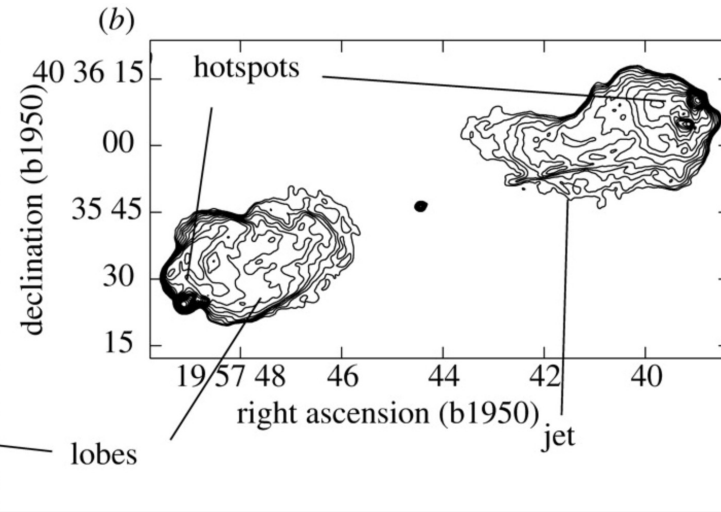 (b)
hotspots
40 36 15
00
35 45
30
15
declination (b1950)
19 57 48 46 44 42 40
right ascension (b1950)
jet
lobes